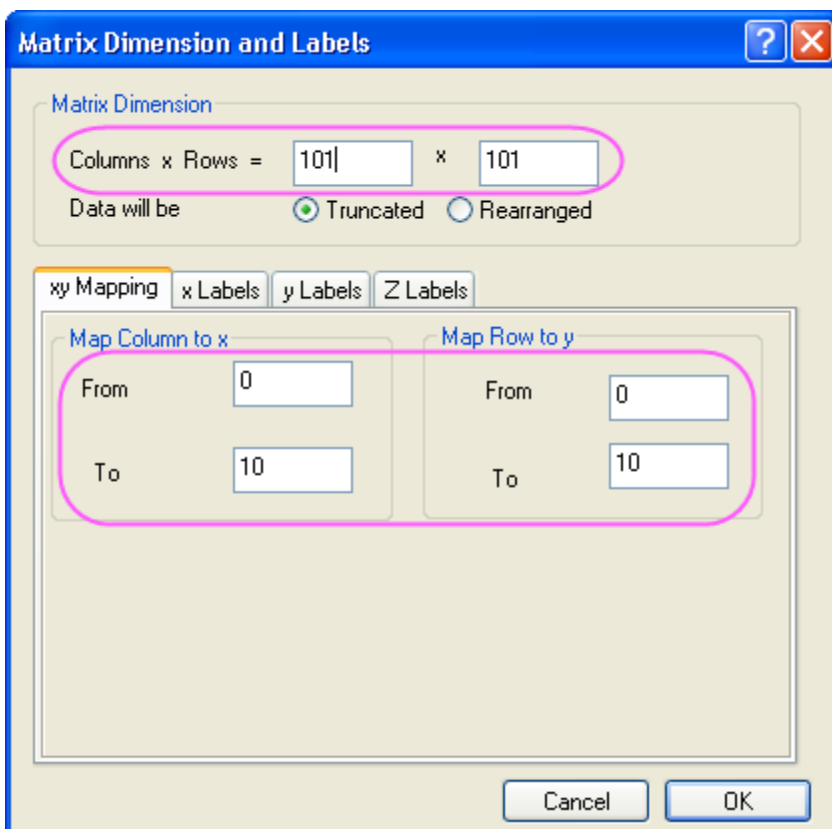 Matrix Dimension and Labels
Matrix Dimension
Columns x Rows = 101 x 101
Data will be Truncated Rearranged
xy Mapping x Labels y Labels Z Labels
Map Column to x Map Row to y
From 0 From 0
To 10 To 10
Cancel OK